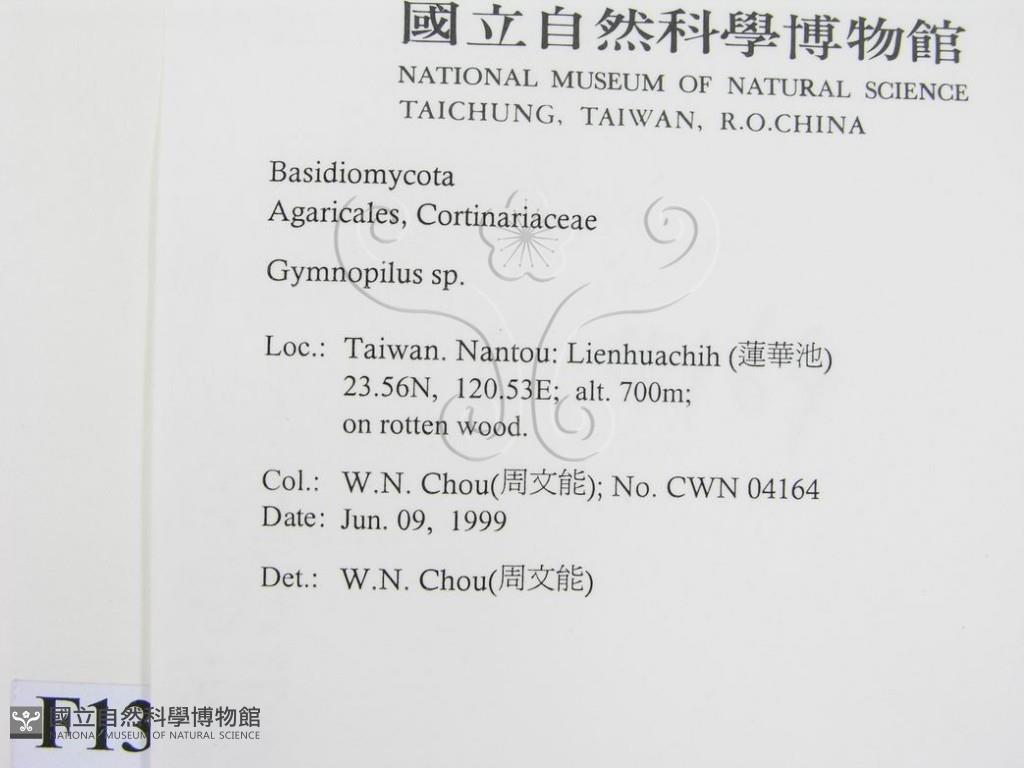 國立自然科學博物館
NATIONAL MUSEUM OF NATURAL SCIENCE
TAICHUNG, TAIWAN, R.O.CHINA
Basidiomycota
Agaricales, Cortinariaceae
Gymnopilus sp.
Loc.: Taiwan. Nantou: Lienhuachih (蓮華池)
23.56N, 120.53E; alt. 700m;
on rotten wood.
Col.: W.N. Chou(周文能); No. CWN 04164
Date: Jun. 09, 1999
Det.: W.N. Chou(周文能)
F13
國立自然科學博物館
NATIONAL MUSEUM OF NATURAL SCIENCE